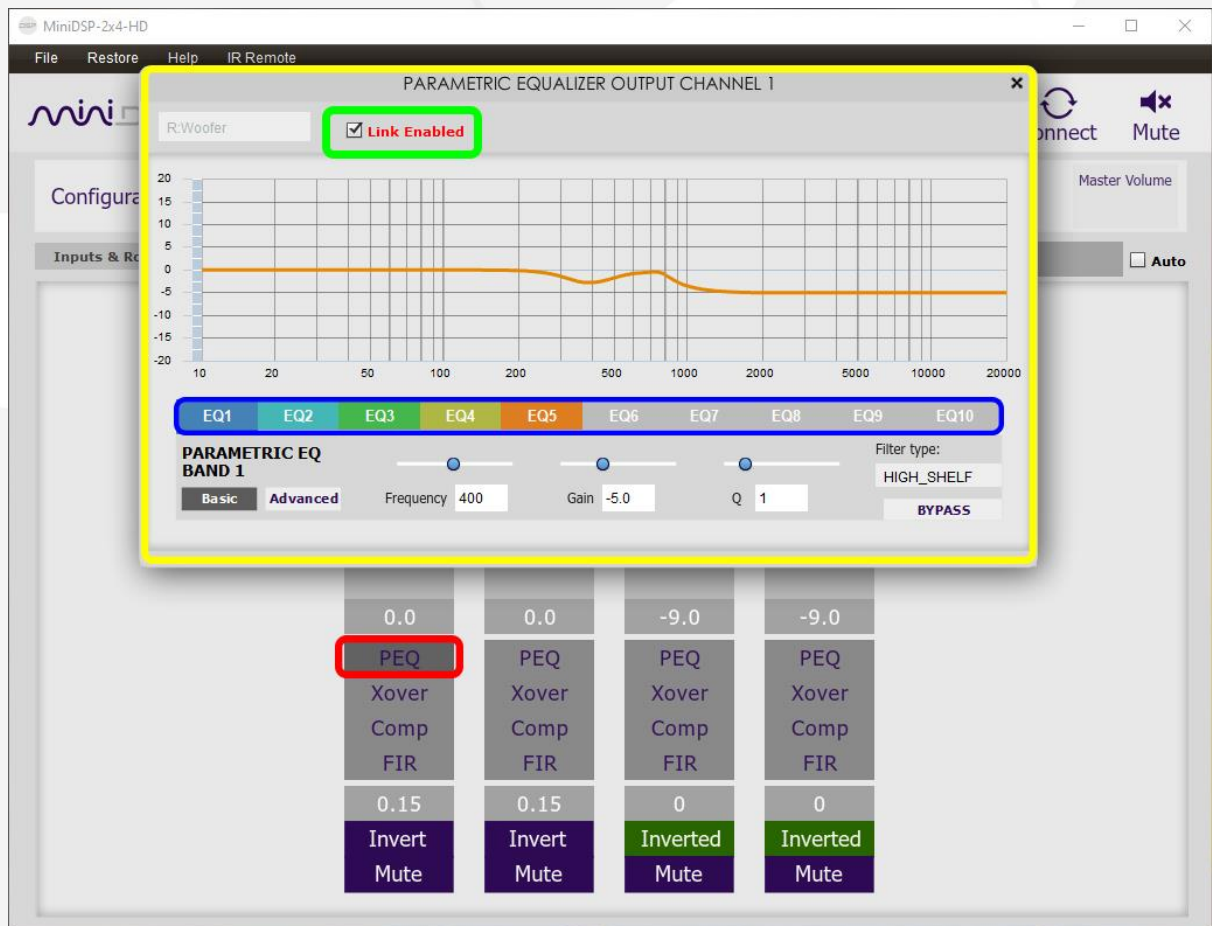 MiniDSP-2x4-HD
File Restore Help IR Remote
PARAMETRIC EQUALIZER OUTPUT CHANNEL 1
mini
R:Woofer
Link Enabled
onnect
Mute
Configura
Master Volume
Inputs & Ro
Auto
20
15
10
5
0
-5
-10
-15
-20
10 20 50 100 200 500 1000 2000 5000 10000 20000
EQ1 EQ2 EQ3 EQ4 EQ5 EQ6 EQ7 EQ8 EQ9 EQ10
PARAMETRIC EQ
BAND 1
Basic Advanced
Frequency 400
Gain -5.0
Q 1
Filter type:
HIGH_SHELF
BYPASS
0.0 0.0 -9.0 -9.0
PEQ PEQ PEQ PEQ
Xover Xover Xover Xover
Comp Comp Comp Comp
FIR FIR FIR FIR
0.15 0.15 0 0
Invert Invert Inverted Inverted
Mute Mute Mute Mute